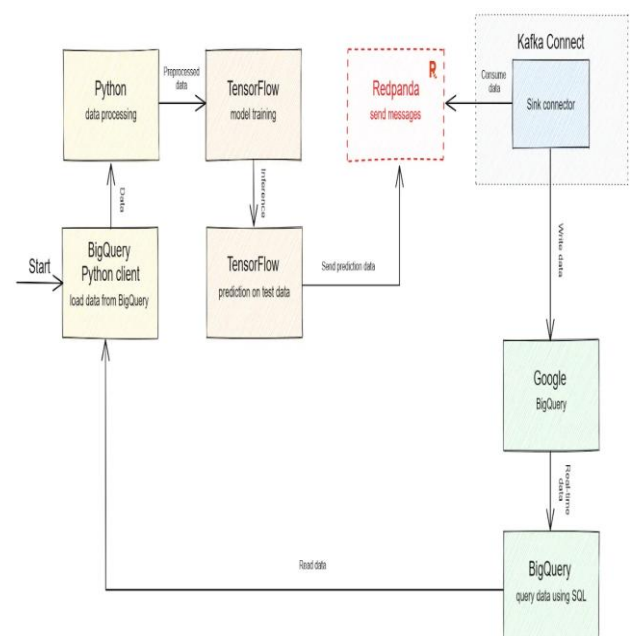 Kafka Connect
Python
data processing
Preprocessed
data
TensorFlow
model training
R
Redpanda
send messages
Consume
data
Sink connector
Data
Inference
Write data
Start
BigQuery
Python client
load data from BigQuery
TensorFlow
prediction on test data
Send prediction data
Google
BigQuery
Real-time
data
Read data
BigQuery
query data using SQL